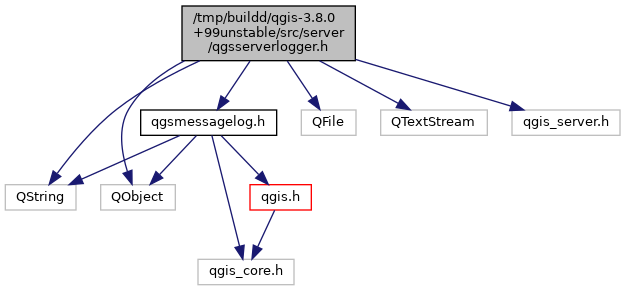 /tmp/buildd/qgis-3.8.0
+99unstable/src/server
/qgsserverlogger.h
qgsmessagelog.h
QFile
QTextStream
qgis_server.h
QString
QObject
qgis.h
qgis_core.h